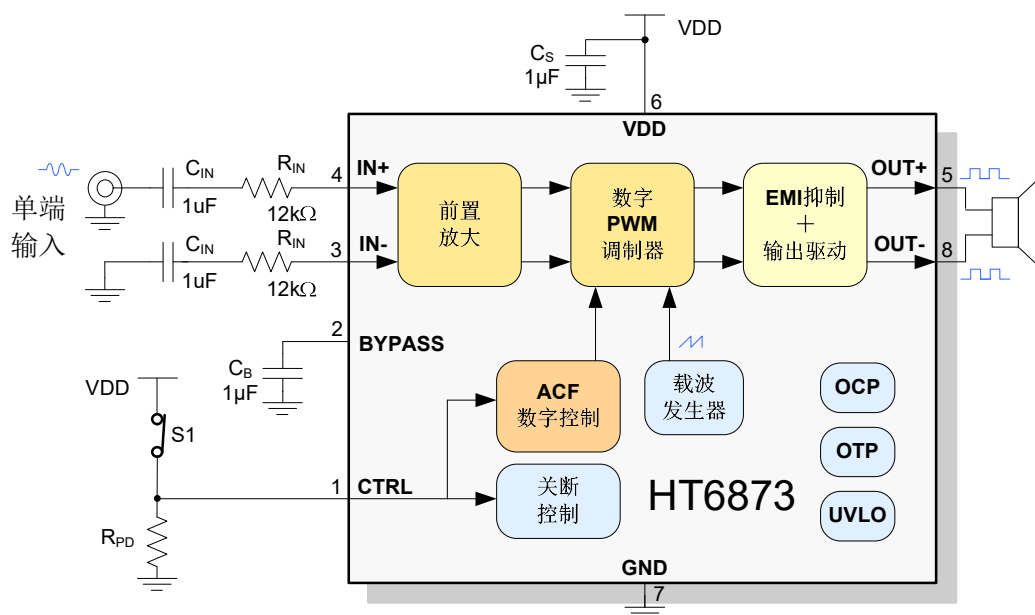 VDD
CS
1μF
6
VDD
CIN
RIN
4
IN+
OUT+
5
单端
输入
1uF
12kΩ
前置
放大
数字
PWM
调制器
EMI抑制
+
输出驱动
CIN
RIN
3
IN-
OUT-
8
1uF
12kΩ
2
BYPASS
CB
1μF
VDD
S1
ACF
数字控制
载波
发生器
OCP
OTP
UVLO
1
CTRL
关断
控制
HT6873
RPD
GND
7